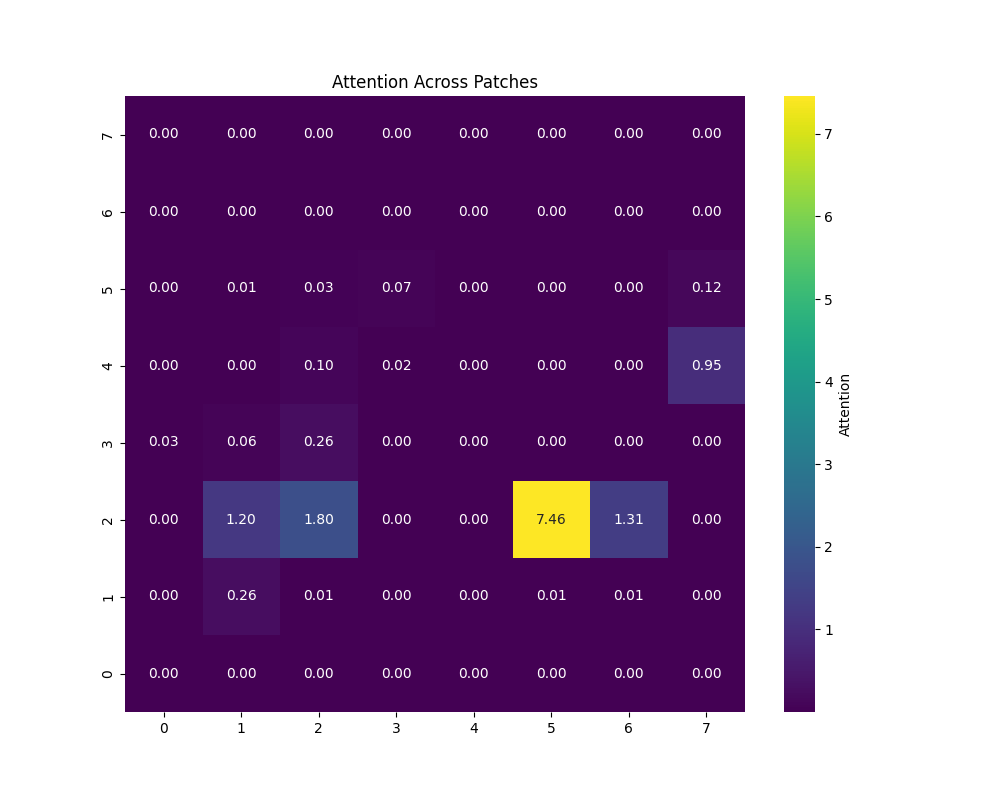 Attention Across Patches
7 0.00 0.00 0.00 0.00 0.00 0.00 0.00 0.00
6 0.00 0.00 0.00 0.00 0.00 0.00 0.00 0.00
5 0.00 0.01 0.03 0.07 0.00 0.00 0.00 0.12
4 0.00 0.00 0.10 0.02 0.00 0.00 0.00 0.95
3 0.03 0.06 0.26 0.00 0.00 0.00 0.00 0.00
2 0.00 1.20 1.80 0.00 0.00 7.46 1.31 0.00
1 0.00 0.26 0.01 0.00 0.00 0.01 0.01 0.00
0 0.00 0.00 0.00 0.00 0.00 0.00 0.00 0.00
0 1 2 3 4 5 6 7
7
6
5
4
3
2
1
Attention